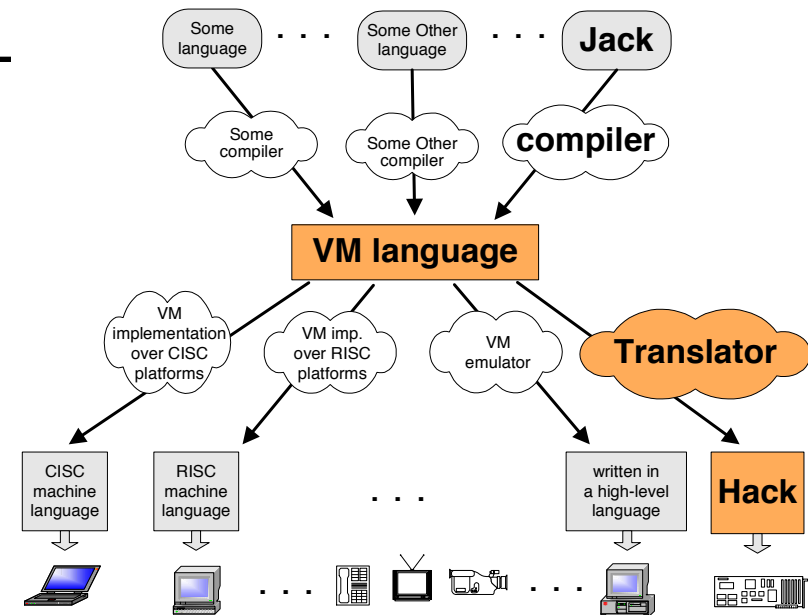 Some
language
. . .
Some Other
language
. . .
Jack
Some
compiler
Some Other
compiler
compiler
VM language
VM
implementation
over CISC
platforms
VM imp.
over RISC
platforms
VM
emulator
Translator
CISC
machine
language
RISC
machine
language
. . .
written in
a high-level
language
Hack
. . .
. . .